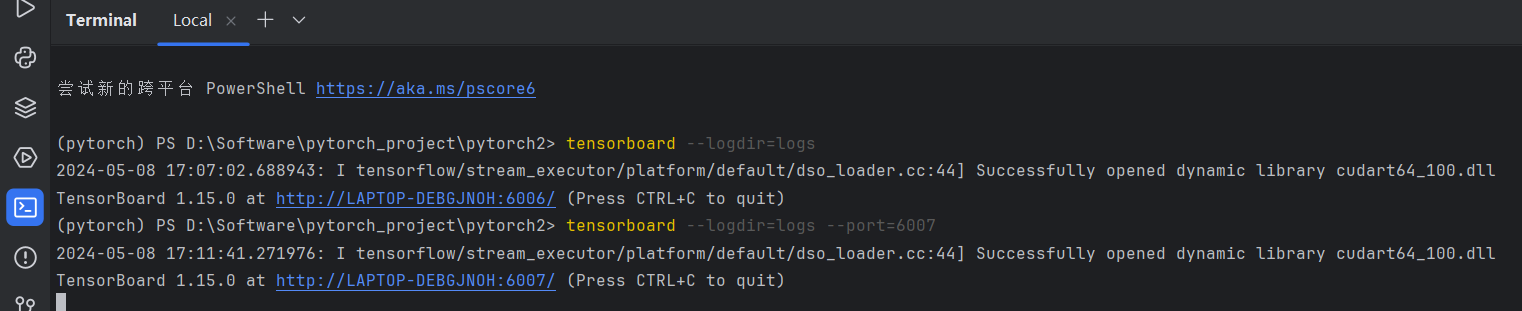 Terminal Local
尝试新的跨平台 PowerShell https://aka.ms/pscore6
(pytorch) PS D:\Software\pytorch_project\pytorch2> tensorboard --logdir=logs
2024-05-08 17:07:02.688943: I tensorflow/stream_executor/platform/default/dso_loader.cc:44] Successfully opened dynamic library cudart64_100.dll
TensorBoard 1.15.0 at http://LAPTOP-DEBGJNOH:6006/ (Press CTRL+C to quit)
(pytorch) PS D:\Software\pytorch_project\pytorch2> tensorboard --logdir=logs --port=6007
2024-05-08 17:11:41.271976: I tensorflow/stream_executor/platform/default/dso_loader.cc:44] Successfully opened dynamic library cudart64_100.dll
TensorBoard 1.15.0 at http://LAPTOP-DEBGJNOH:6007/ (Press CTRL+C to quit)